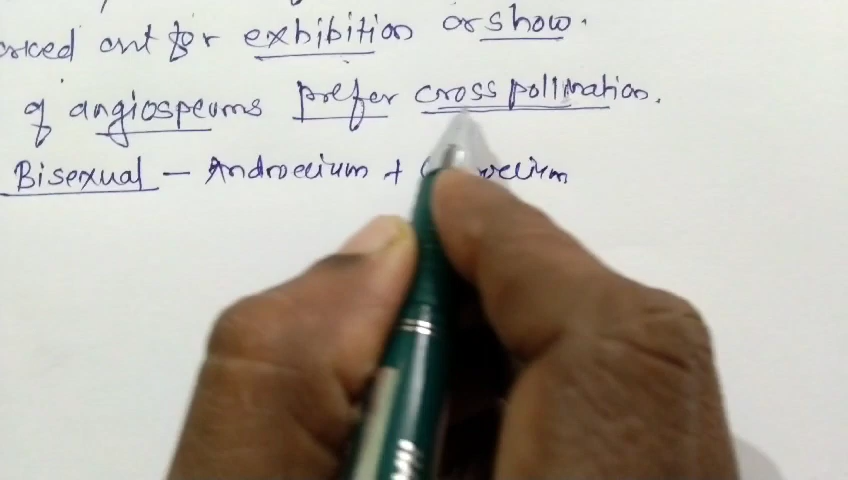 out for exhibition or show.
of angiosperms prefer cross pollination.
Bisexual — Androecium +